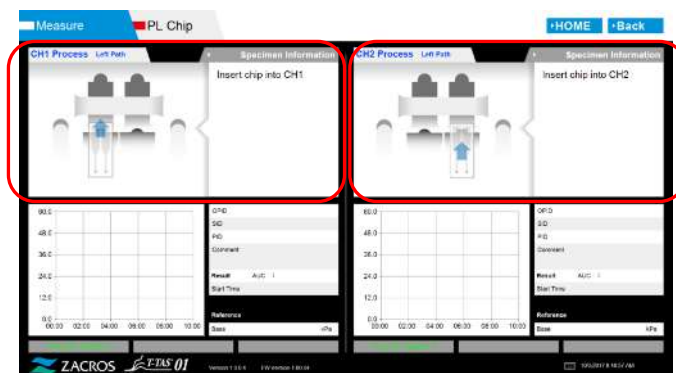 Measure
PL Chip
HOME
Back
CH1 Process Left Path
Specimen Information
Insert chip into CH1
CH2 Process Left Path
Specimen Information
Insert chip into CH2
60.0
48.0
36.0
24.0
12.0
0.0
00:00 02:00 04:00 06:00 08:00 10:00
OPID
SID
PID
Comment
Result AUC :
Start Time
Reference
Base kPa
60.0
48.0
36.0
24.0
12.0
0.0
00:00 02:00 04:00 06:00 08:00 10:00
OPID
SID
PID
Comment
Result AUC :
Start Time
Reference
Base kPa
ZACROS T-TAS 01